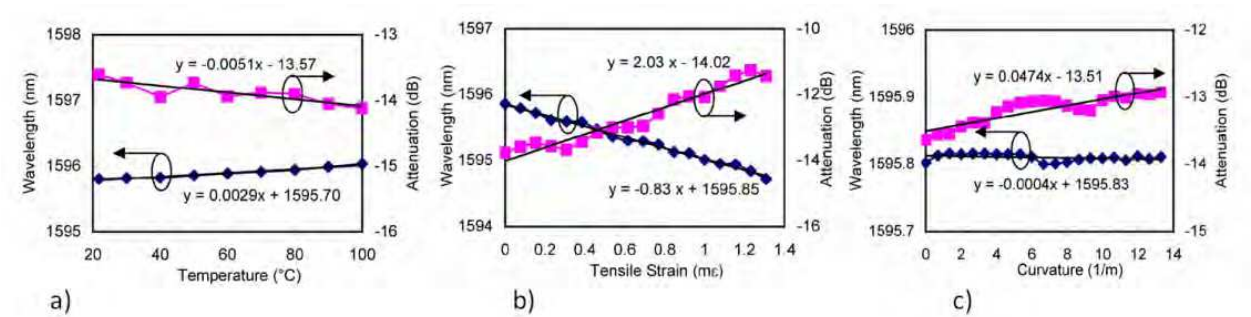 1598
1597
1596
1595
Wavelength (nm)
-13
-14
-15
-16
Attenuation (dB)
y = -0.0051x - 13.57
y = 0.0029x + 1595.70
20 40 60 80 100
Temperature (°C)
a)
1597
1596
1595
1594
Wavelength (nm)
-10
-12
-14
-16
Attenuation (dB)
y = 2.03 x - 14.02
y = -0.83 x + 1595.85
0 0.2 0.4 0.6 0.8 1 1.2 1.4
Tensile Strain (mε)
b)
1596
1595.9
1595.8
1595.7
Wavelength (nm)
-12
-13
-14
-15
Attenuation (dB)
y = 0.0474x - 13.51
y = -0.0004x + 1595.83
0 2 4 6 8 10 12 14
Curvature (1/m)
c)